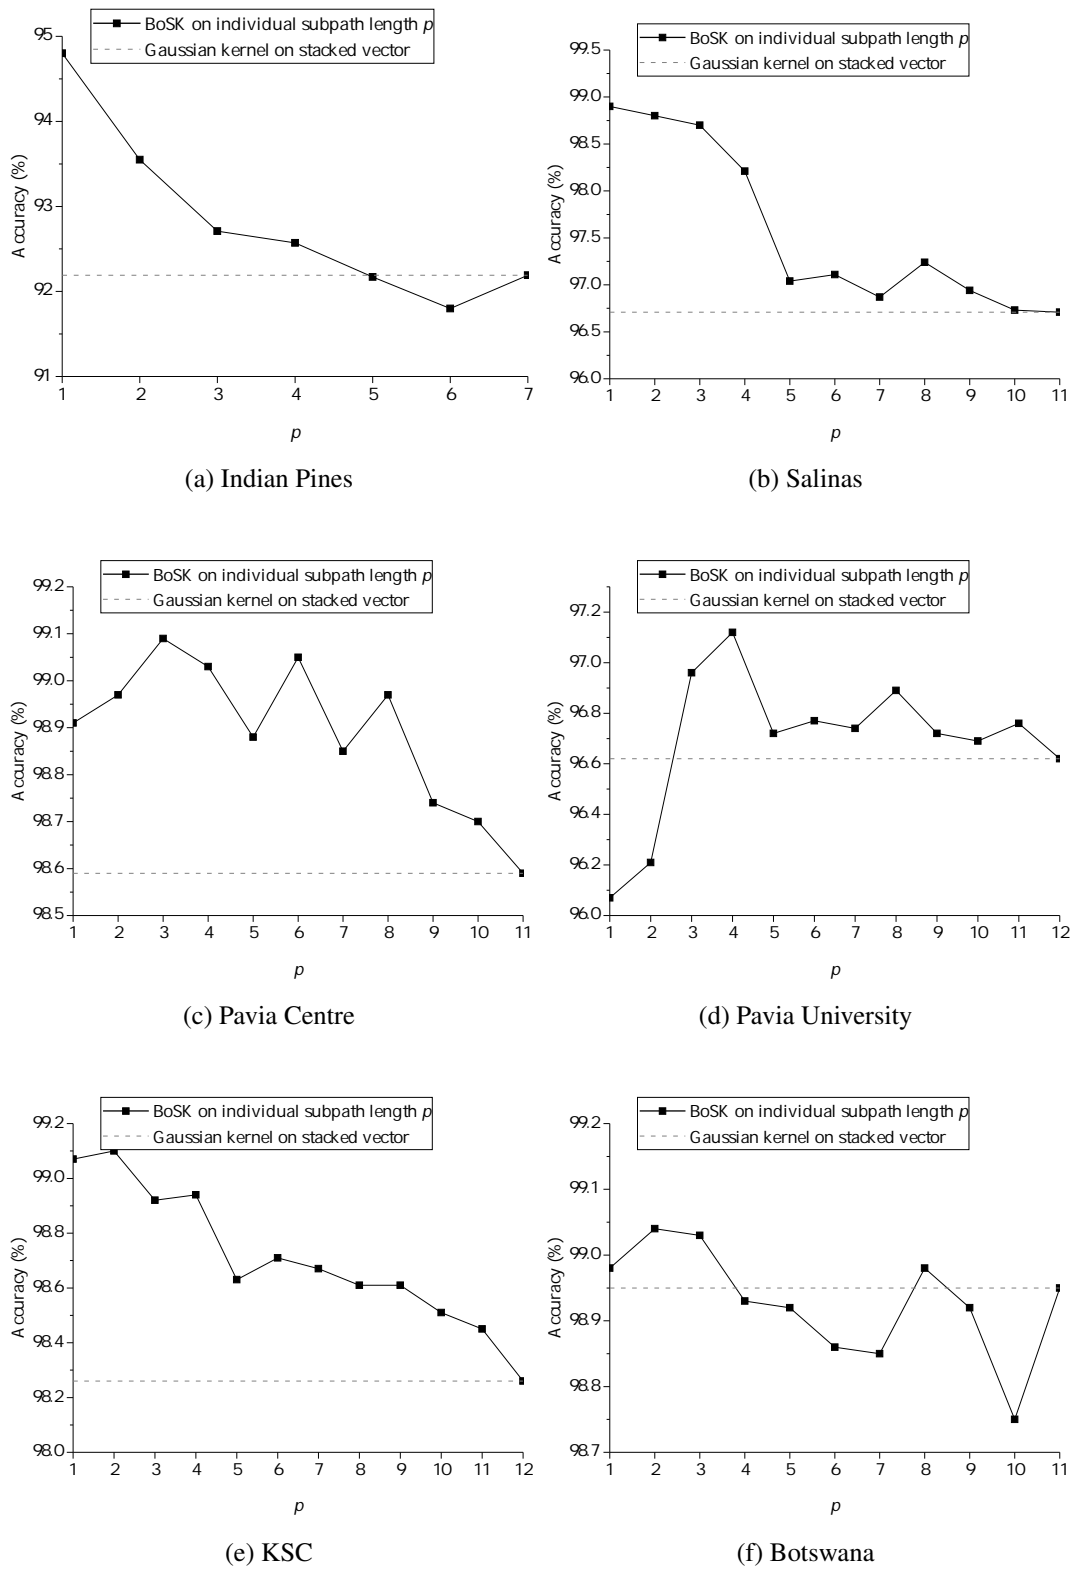 BoSK on individual subpath length p
Gaussian kernel on stacked vector
95
94
93
92
91
Accuracy (%)
1 2 3 4 5 6 7
p
(a) Indian Pines
BoSK on individual subpath length p
Gaussian kernel on stacked vector
99.5
99.0
98.5
98.0
97.5
97.0
96.5
96.0
Accuracy (%)
1 2 3 4 5 6 7 8 9 10 11
p
(b) Salinas
BoSK on individual subpath length p
Gaussian kernel on stacked vector
99.2
99.1
99.0
98.9
98.8
98.7
98.6
98.5
Accuracy (%)
1 2 3 4 5 6 7 8 9 10 11
p
(c) Pavia Centre
BoSK on individual subpath length p
Gaussian kernel on stacked vector
97.2
97.0
96.8
96.6
96.4
96.2
96.0
Accuracy (%)
1 2 3 4 5 6 7 8 9 10 11 12
p
(d) Pavia University
BoSK on individual subpath length p
Gaussian kernel on stacked vector
99.2
99.0
98.8
98.6
98.4
98.2
98.0
Accuracy (%)
1 2 3 4 5 6 7 8 9 10 11 12
p
(e) KSC
BoSK on individual subpath length p
Gaussian kernel on stacked vector
99.2
99.1
99.0
98.9
98.8
98.7
Accuracy (%)
1 2 3 4 5 6 7 8 9 10 11
p
(f) Botswana